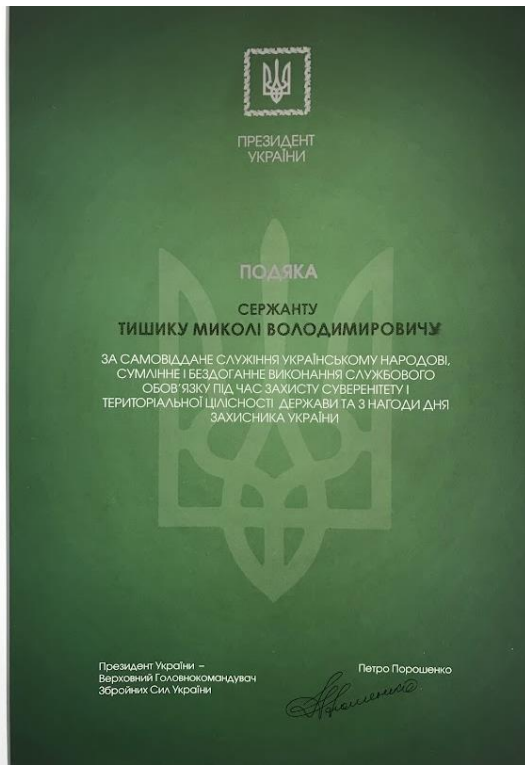 ПРЕЗИДЕНТ
УКРАЇНИ
ПОДЯКА
СЕРЖАНТУ
ТИШИКУ МИКОЛІ ВОЛОДИМИРОВИЧУ
ЗА САМОВІДДАНЕ СЛУЖІННЯ УКРАЇНСЬКОМУ НАРОДОВІ,
СУМЛІННЕ І БЕЗДОГАННЕ ВИКОНАННЯ СЛУЖБОВОГО
ОБОВ'ЯЗКУ ПІД ЧАС ЗАХИСТУ СУВЕРЕНІТЕТУ І
ТЕРИТОРІАЛЬНОЇ ЦІЛІСНОСТІ ДЕРЖАВИ ТА З НАГОДИ ДНЯ
ЗАХИСНИКА УКРАЇНИ
Президент України –
Верховний Головнокомандувач
Збройних Сил України
Петро Порошенко